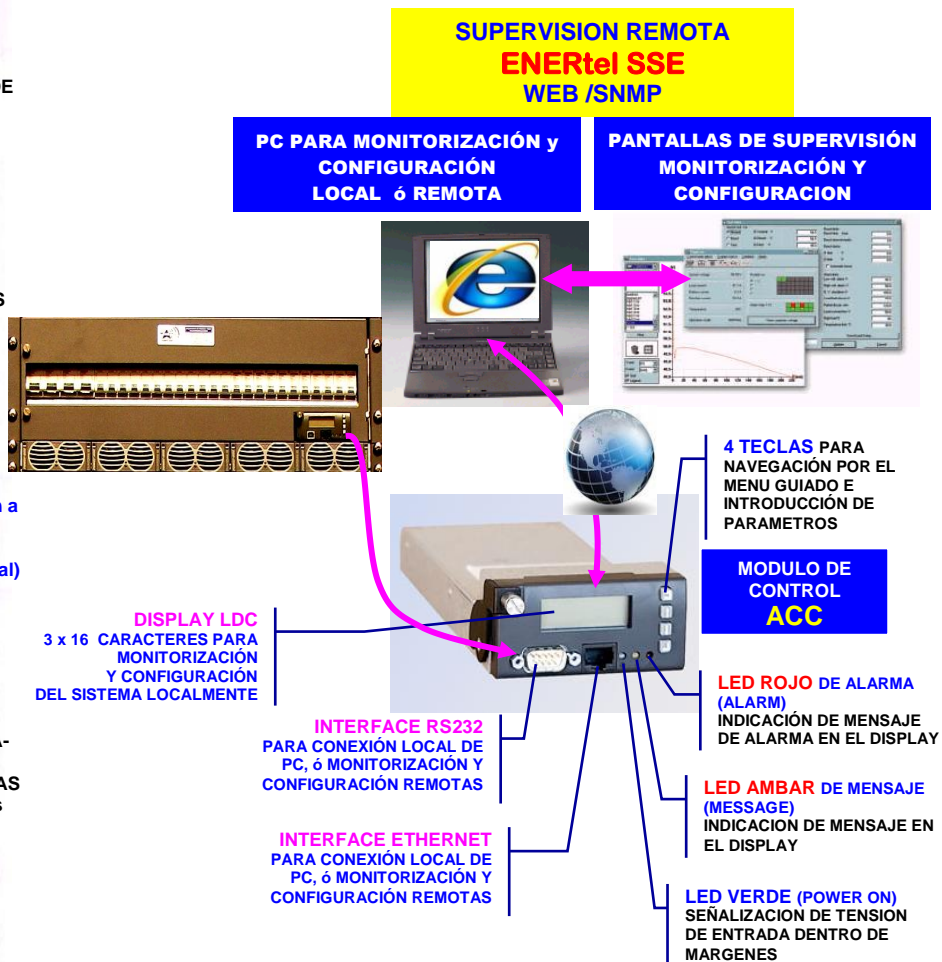 SUPERVISION REMOTA
ENERtel SSE
WEB /SNMP
PC PARA MONITORIZACIÓN y
CONFIGURACIÓN
LOCAL ó REMOTA
PANTALLAS DE SUPERVISIÓN
MONITORIZACIÓN Y
CONFIGURACION
4 TECLAS PARA
NAVEGACIÓN POR EL
MENU GUIADO E
INTRODUCCIÓN DE
PARAMETROS
MODULO DE
CONTROL
ACC
DISPLAY LDC
3 x 16 CARACTERES PARA
MONITORIZACIÓN
Y CONFIGURACIÓN
DEL SISTEMA LOCALMENTE
INTERFACE RS232
PARA CONEXIÓN LOCAL DE
PC, ó MONITORIZACIÓN Y
CONFIGURACIÓN REMOTAS
INTERFACE ETHERNET
PARA CONEXIÓN LOCAL DE
PC, ó MONITORIZACIÓN Y
CONFIGURACIÓN REMOTAS
LED ROJO DE ALARMA
(ALARM)
INDICACIÓN DE MENSAJE
DE ALARMA EN EL DISPLAY
LED AMBAR DE MENSAJE
(MESSAGE)
INDICACION DE MENSAJE EN
EL DISPLAY
LED VERDE (POWER ON)
SEÑALIZACION DE TENSION
DE ENTRADA DENTRO DE
MARGENES